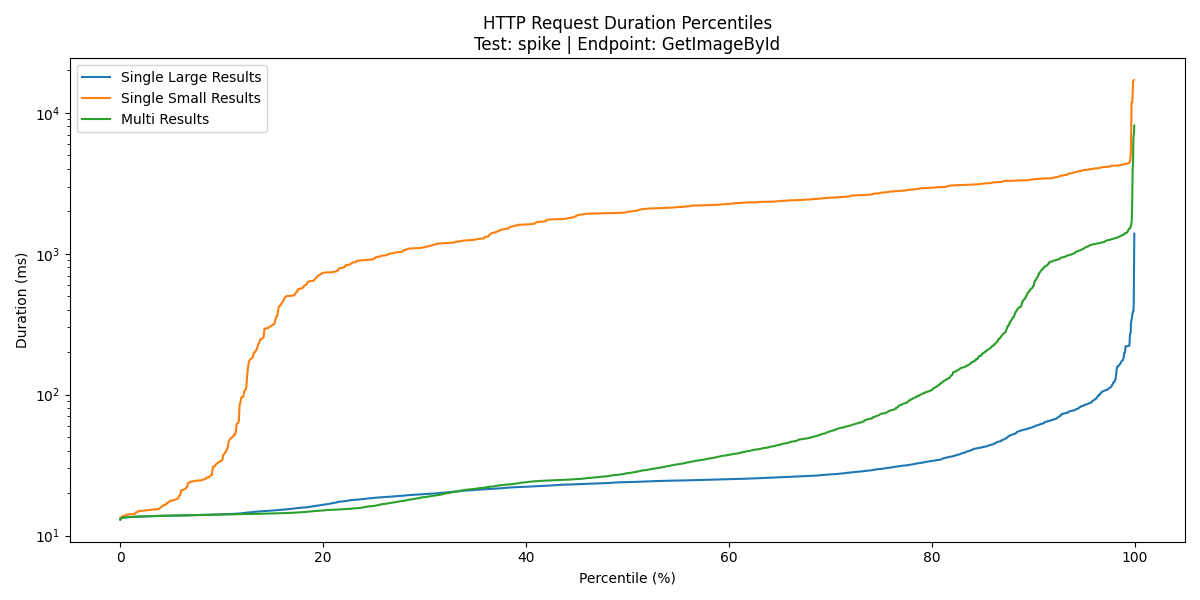 HTTP Request Duration Percentiles
Test: spike | Endpoint: GetImageById
Single Large Results
Single Small Results
Multi Results
Duration (ms)
10^4
10^3
10^2
10^1
0 20 40 60 80 100
Percentile (%)